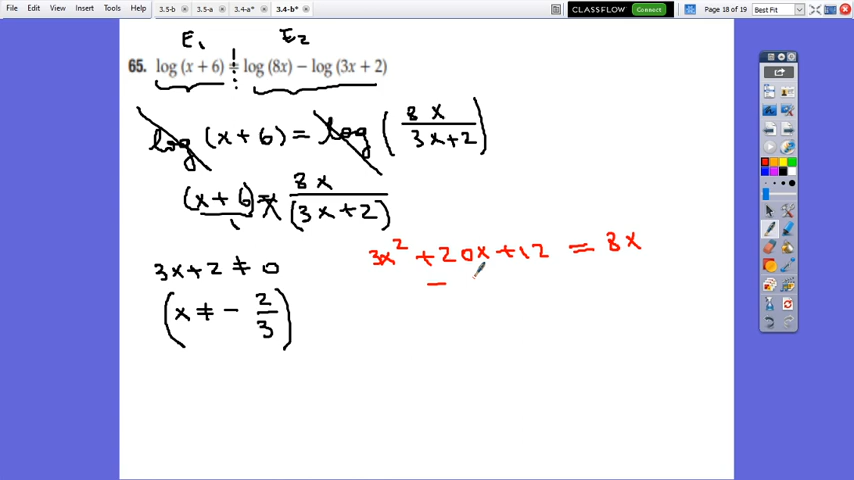 File Edit View Insert Tools Help
3.5-b × 3.5-a × 3.4-a* × 3.4-b* ×
CLASSFLOW Connect
Page 18 of 19 Best Fit
E₁ E₂
65. log (x + 6) = log (8x) − log (3x + 2)
log (x+6) = log (8x/3x+2)
(x+6)/1 = 8x/(3x+2)
3x² + 20x + 12 = 8x
−
3x+2 ≠ 0
(x ≠ − 2/3)